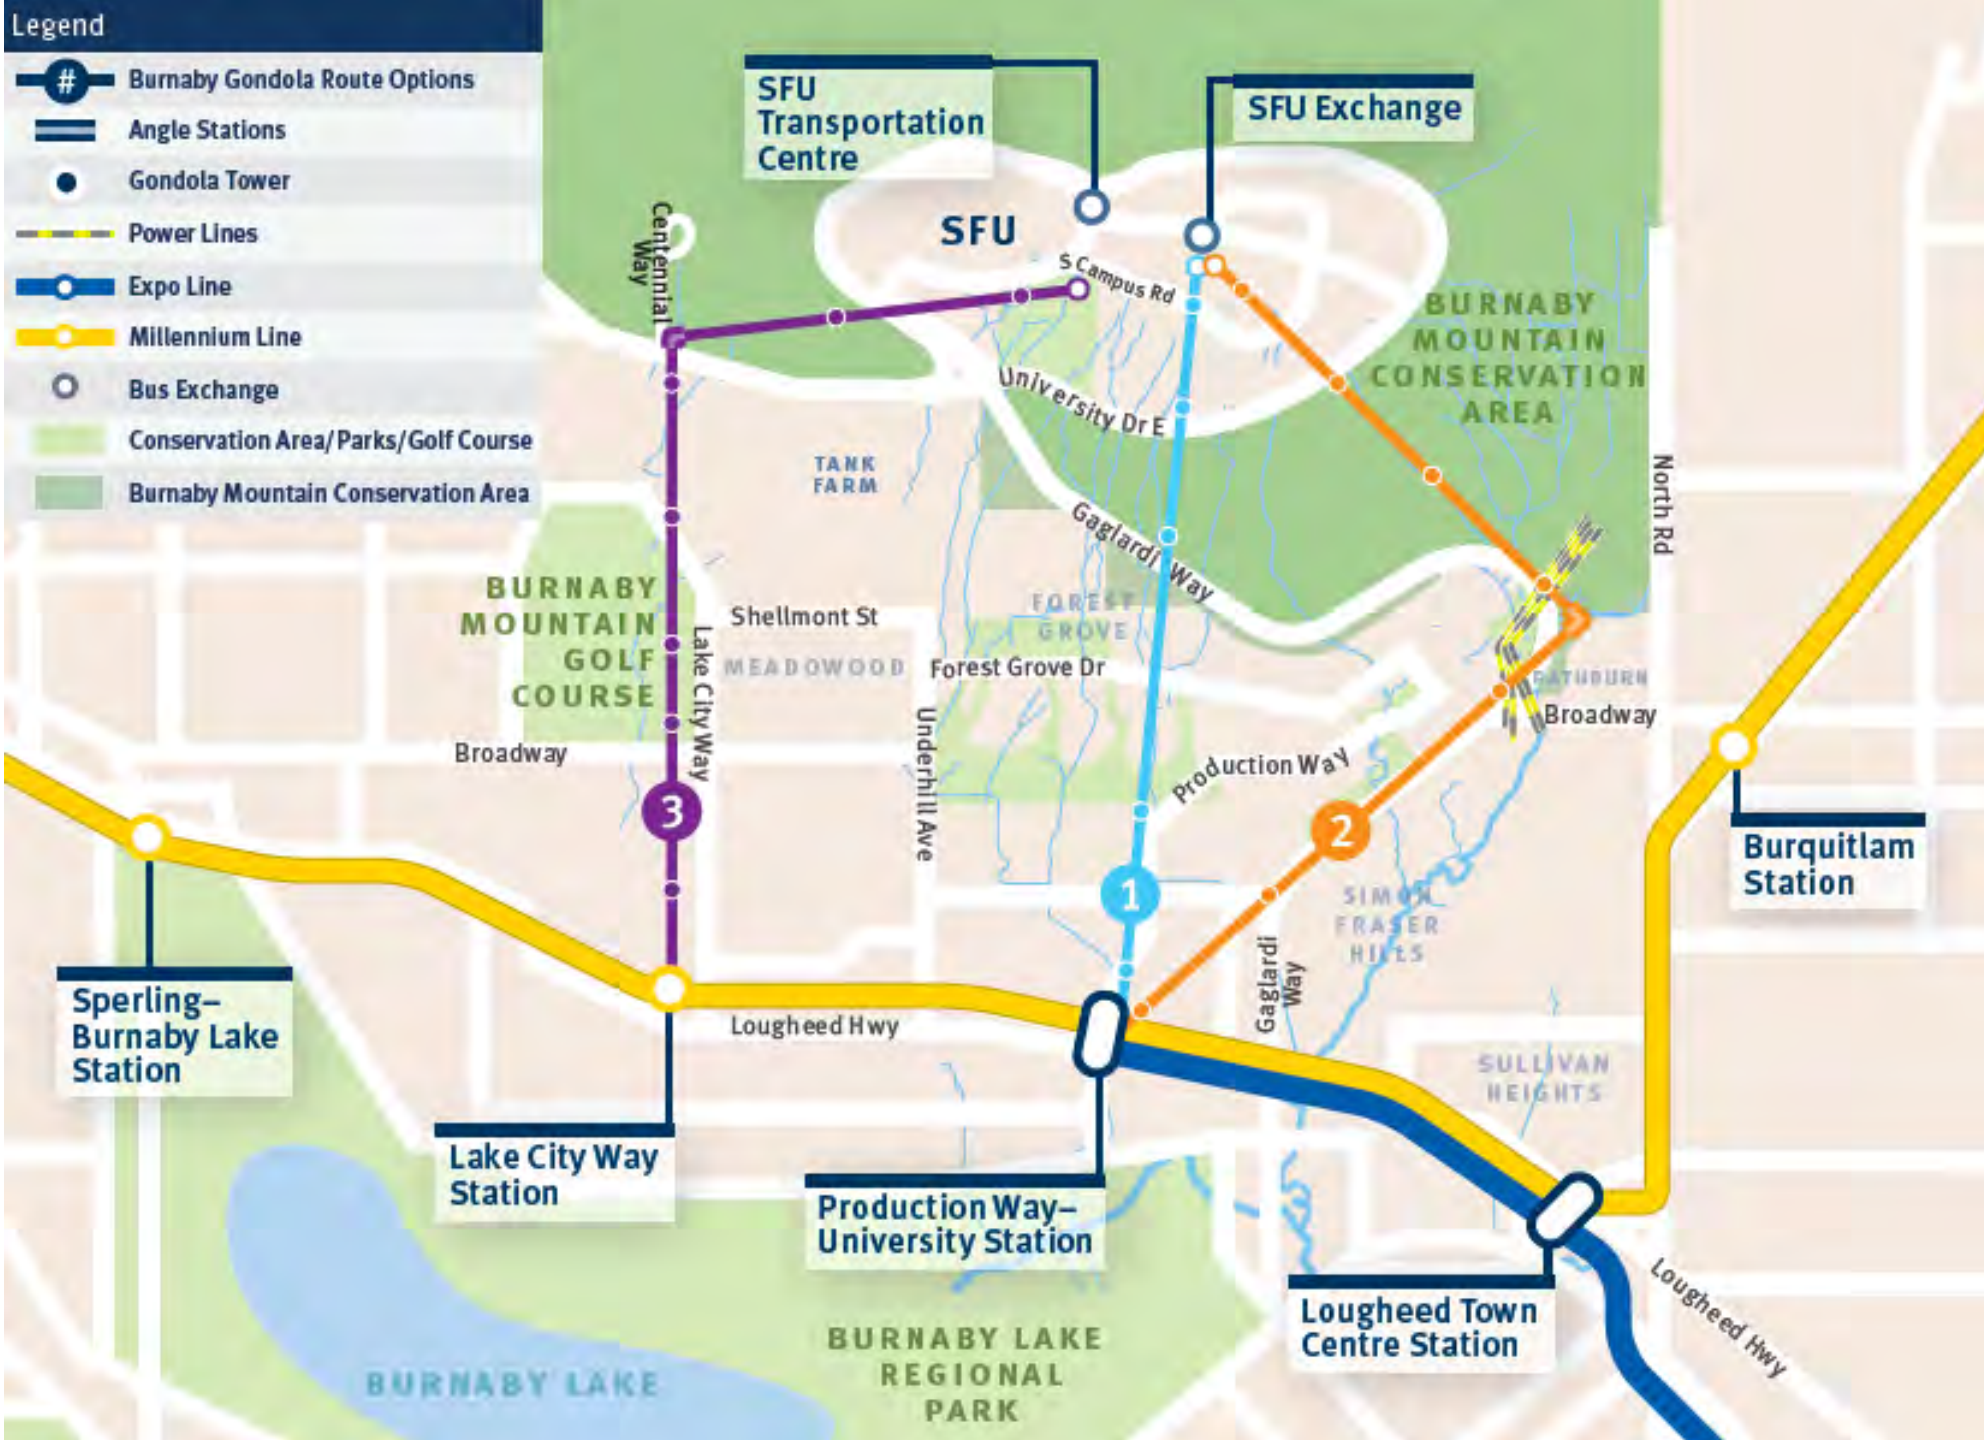 Legend
#
Burnaby Gondola Route Options
Angle Stations
Gondola Tower
Power Lines
Expo Line
Millennium Line
Bus Exchange
Conservation Area/Parks/Golf Course
Burnaby Mountain Conservation Area
SFU
Transportation
Centre
SFU Exchange
Centennial
Way
SFU
S Campus Rd
BURNABY
MOUNTAIN
CONSERVATION
AREA
University Dr E
TANK
FARM
North Rd
Gaglardi Way
BURNABY
MOUNTAIN
GOLF
COURSE
Shellmont St
FOREST
GROVE
Lake City Way
MEADOWOOD
Forest Grove Dr
RATHBURN
Broadway
Broadway
Underhill Ave
Production Way
3
2
1
Burquitlam
Station
SIMON
FRASER
HILLS
Gaglardi
Way
Sperling–
Burnaby Lake
Station
Lougheed Hwy
SULLIVAN
HEIGHTS
Lake City Way
Station
Production Way–
University Station
Lougheed Town
Centre Station
Lougheed Hwy
BURNABY LAKE
BURNABY LAKE
REGIONAL
PARK